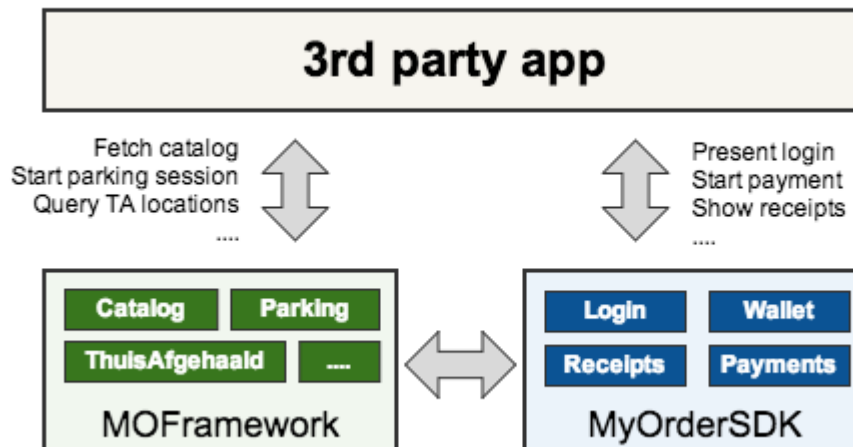 3rd party app
Fetch catalog
Start parking session
Query TA locations
....
Present login
Start payment
Show receipts
....
Catalog
Parking
ThuisAfgehaald
....
MOFramework
Login
Wallet
Receipts
Payments
MyOrderSDK